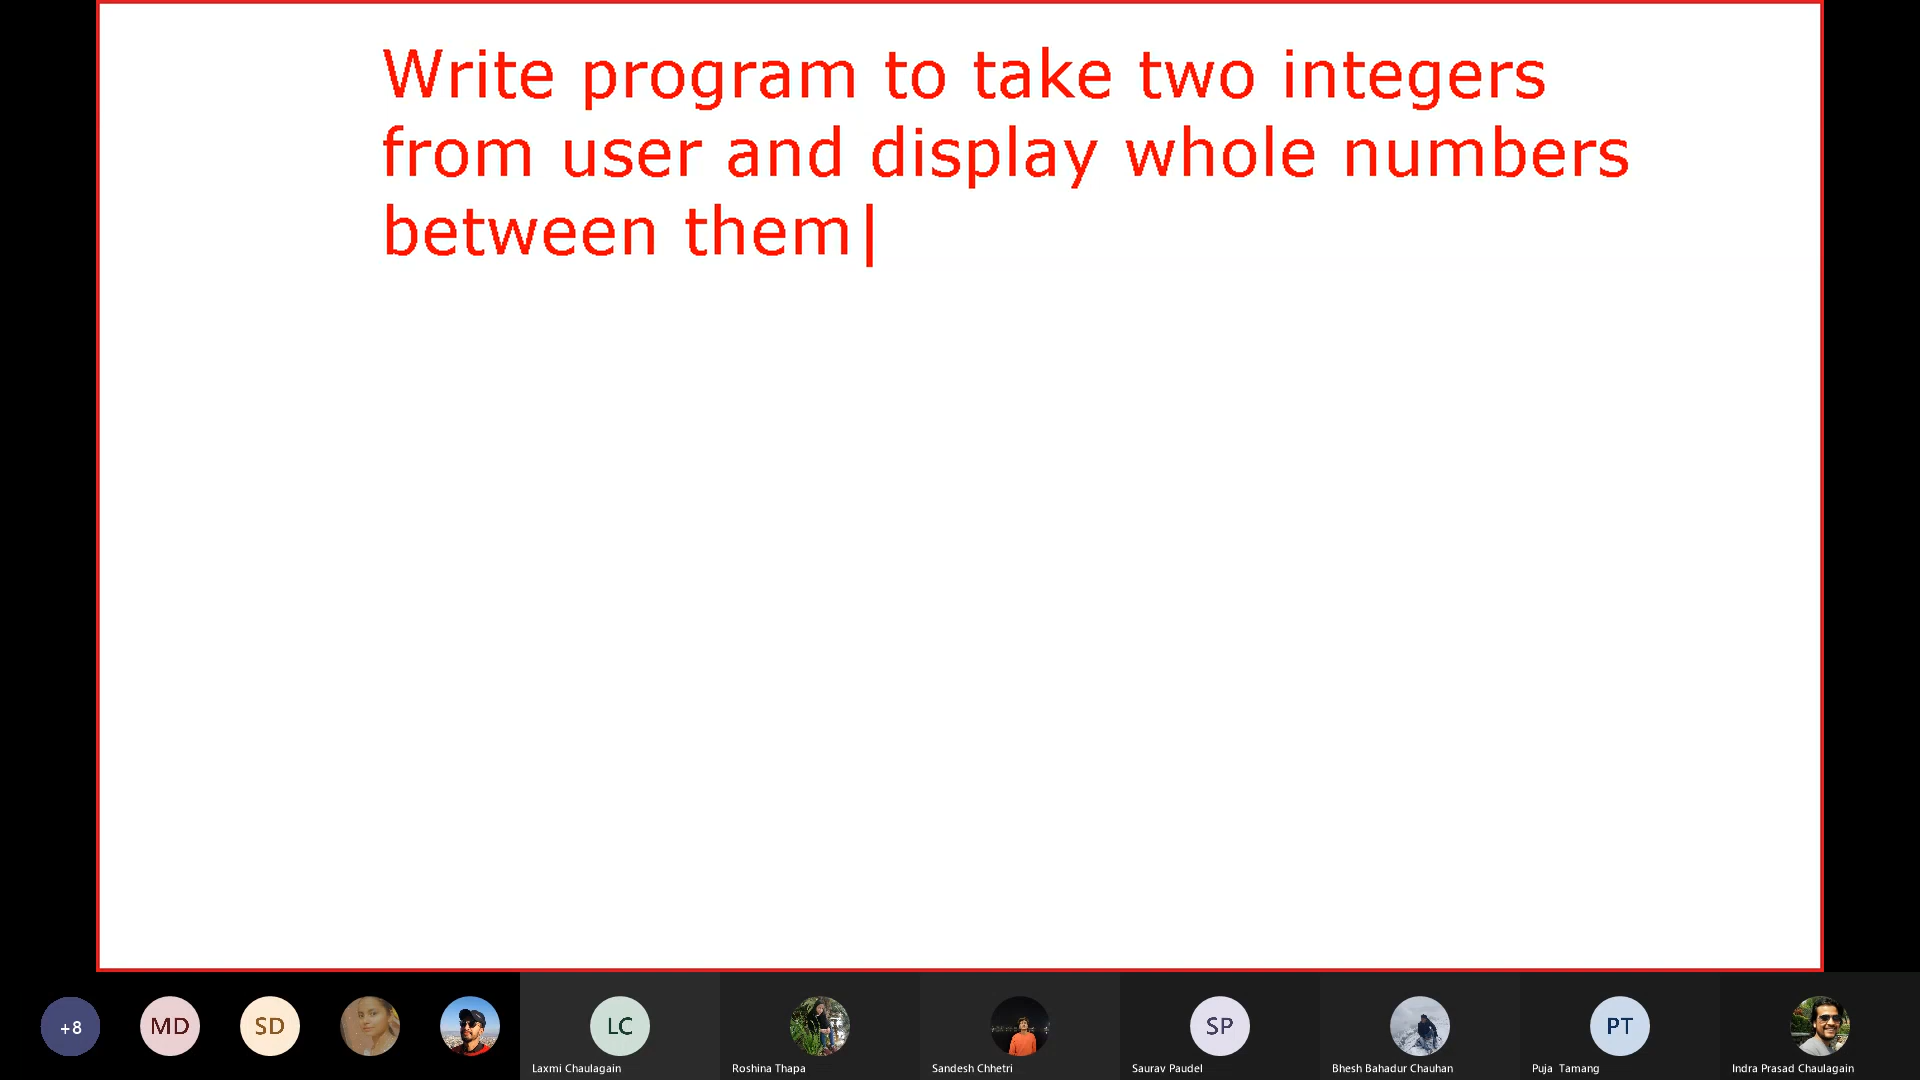 Write program to take two integers
from user and display whole numbers
between them
+8
MD
SD
LC
SP
PT
Laxmi Chaulagain
Roshina Thapa
Sandesh Chhetri
Saurav Paudel
Bhesh Bahadur Chauhan
Puja Tamang
Indra Prasad Chaulagain